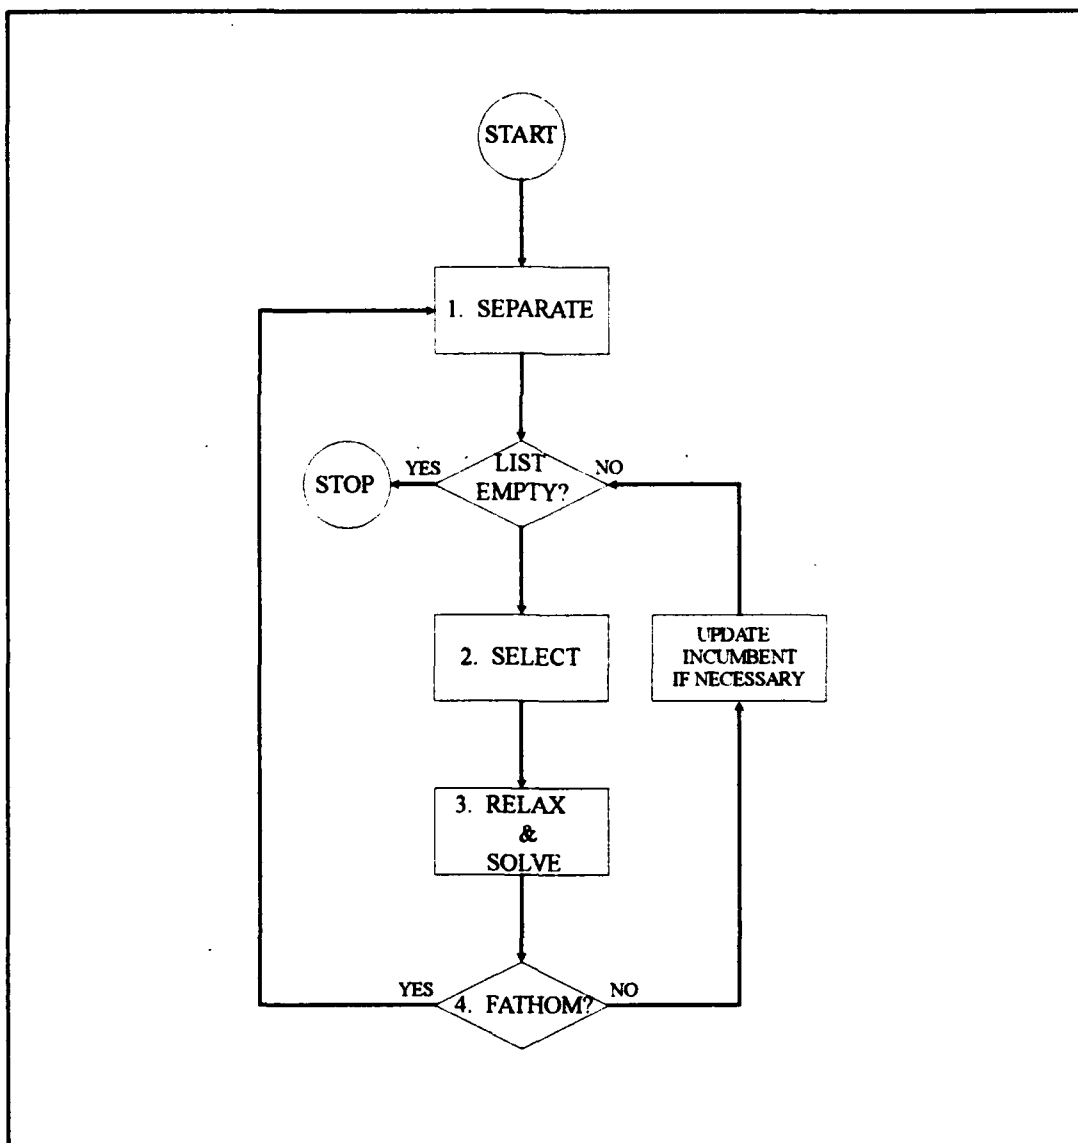 START
1. SEPARATE
YES
LIST
EMPTY?
NO
STOP
2. SELECT
UPDATE
INCUMBENT
IF NECESSARY
3. RELAX
&
SOLVE
YES
4. FATHOM?
NO